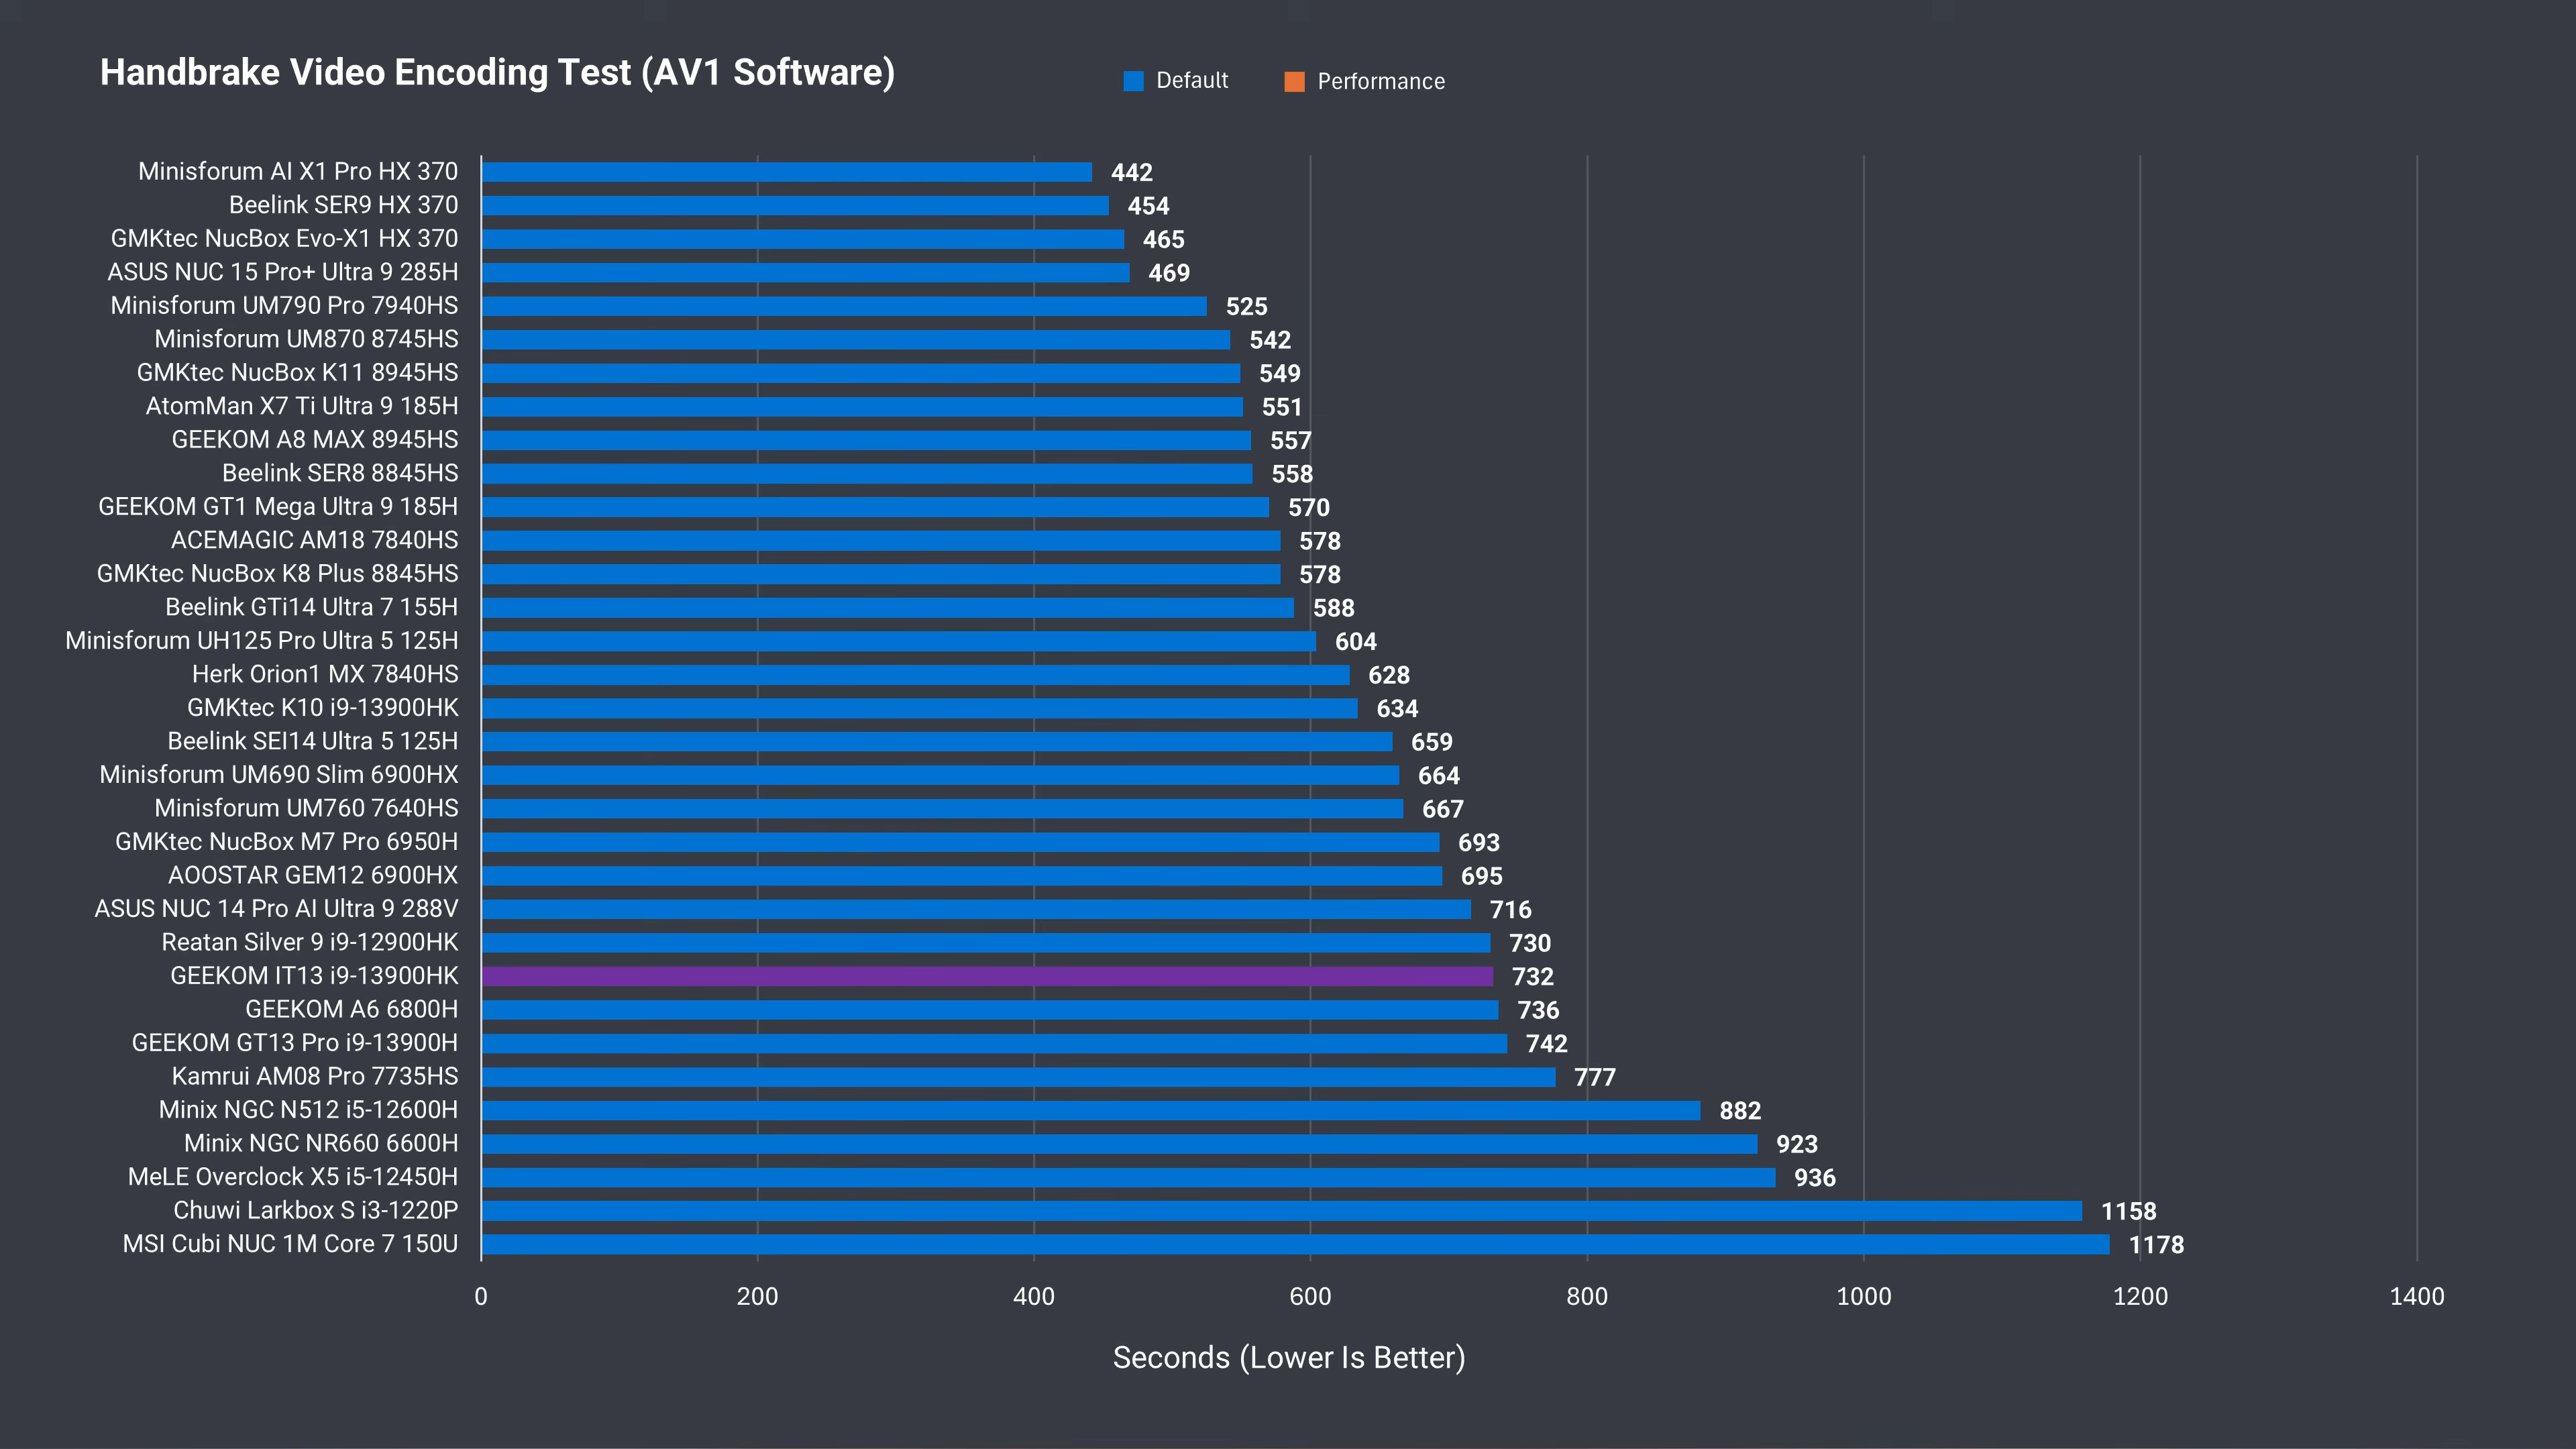 Handbrake Video Encoding Test (AV1 Software)
Default
Performance
Minisforum AI X1 Pro HX 370 442
Beelink SER9 HX 370 454
GMKtec NucBox Evo-X1 HX 370 465
ASUS NUC 15 Pro+ Ultra 9 285H 469
Minisforum UM790 Pro 7940HS 525
Minisforum UM870 8745HS 542
GMKtec NucBox K11 8945HS 549
AtomMan X7 Ti Ultra 9 185H 551
GEEKOM A8 MAX 8945HS 557
Beelink SER8 8845HS 558
GEEKOM GT1 Mega Ultra 9 185H 570
ACEMAGIC AM18 7840HS 578
GMKtec NucBox K8 Plus 8845HS 578
Beelink GTi14 Ultra 7 155H 588
Minisforum UH125 Pro Ultra 5 125H 604
Herk Orion1 MX 7840HS 628
GMKtec K10 i9-13900HK 634
Beelink SEI14 Ultra 5 125H 659
Minisforum UM690 Slim 6900HX 664
Minisforum UM760 7640HS 667
GMKtec NucBox M7 Pro 6950H 693
AOOSTAR GEM12 6900HX 695
ASUS NUC 14 Pro AI Ultra 9 288V 716
Reatan Silver 9 i9-12900HK 730
GEEKOM IT13 i9-13900HK 732
GEEKOM A6 6800H 736
GEEKOM GT13 Pro i9-13900H 742
Kamrui AM08 Pro 7735HS 777
Minix NGC N512 i5-12600H 882
Minix NGC NR660 6600H 923
MeLE Overclock X5 i5-12450H 936
Chuwi Larkbox S i3-1220P 1158
MSI Cubi NUC 1M Core 7 150U 1178
0 200 400 600 800 1000 1200 1400
Seconds (Lower Is Better)